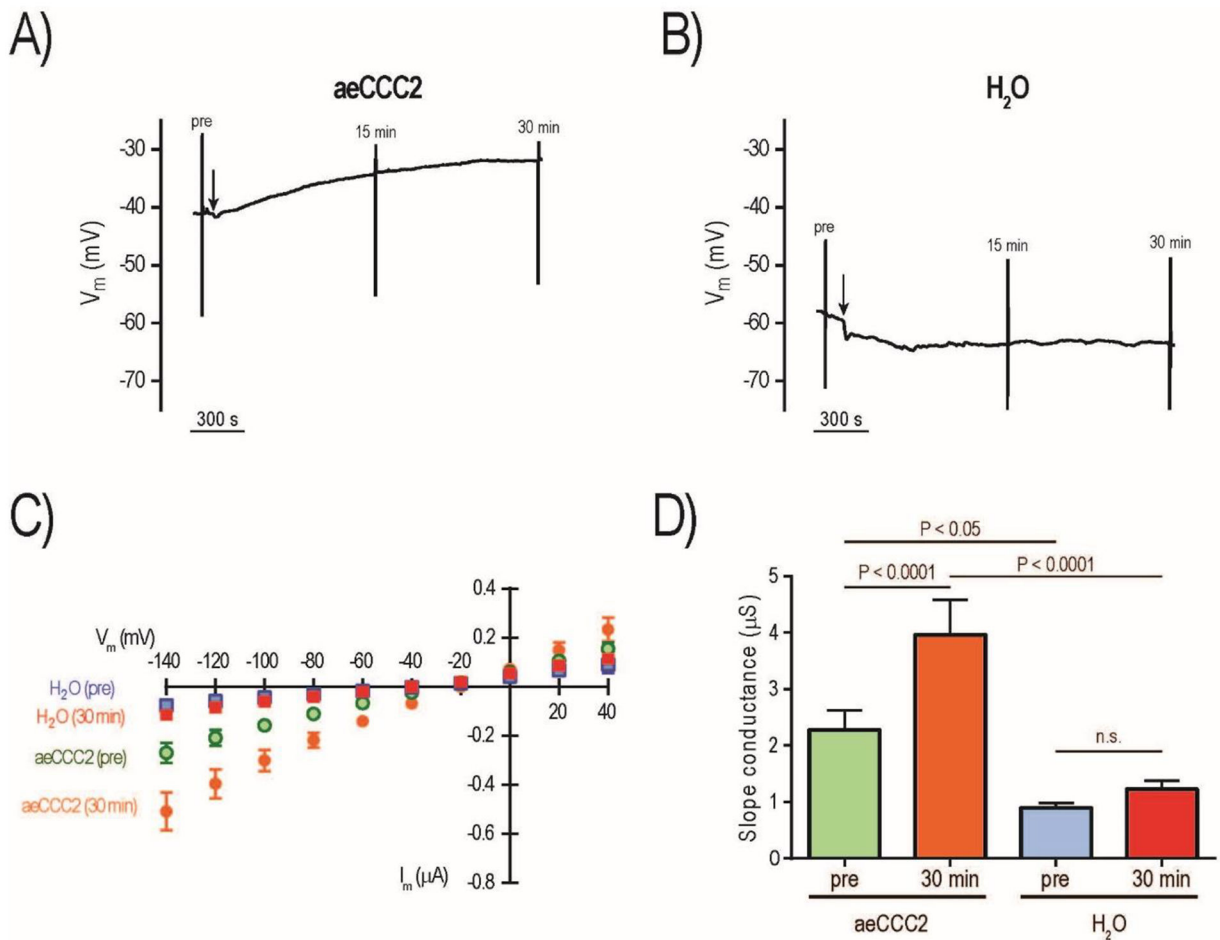 A)
aeCCC2
pre
15 min
30 min
-30
-40
-50
-60
-70
Vm (mV)
300 s
B)
H2O
pre
15 min
30 min
-30
-40
-50
-60
-70
Vm (mV)
300 s
C)
Vm (mV)
-140 -120 -100 -80 -60 -40 -20
20 40
0.4
0.2
-0.2
-0.4
-0.6
-0.8
Im (µA)
H2O (pre)
H2O (30 min)
aeCCC2 (pre)
aeCCC2 (30 min)
D)
P < 0.05
P < 0.0001
P < 0.0001
n.s.
Slope conductance (µS)
5
4
3
2
1
0
pre 30 min pre 30 min
aeCCC2 H2O